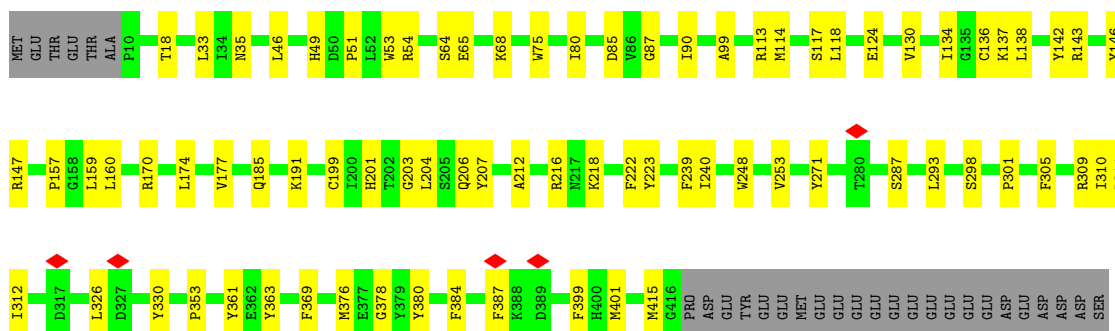 MET GLU THR GLU THR ALA P10 T18 L33 I34 N35 L46 H49 D50 P51 L52 W53 R54 S64 E65 K68 W75 I80 D85 V86 G87 I90 A99 R113 M114 S117 L118 E124 V130 I134 G135 C136 K137 L138 Y142 R143 Y146
R147 P157 G158 L159 L160 R170 L174 V177 Q185 K191 C199 I200 H201 T202 G203 L204 S205 Q206 Y207 A212 R216 N217 K218 F222 Y223 F239 I240 W248 V253 Y271 T280 S287 L293 S298 P301 F305 R309 I310
I312 D317 L326 D327 Y330 P353 Y361 E362 Y363 F369 M376 E377 G378 Y379 Y380 F384 F387 K388 D389 F399 H400 M401 M415 G416 PRO ASP GLU GLU TYR GLU GLU MET GLU GLU GLU GLU GLU GLU ASP ASP GLU ASP ASP SER